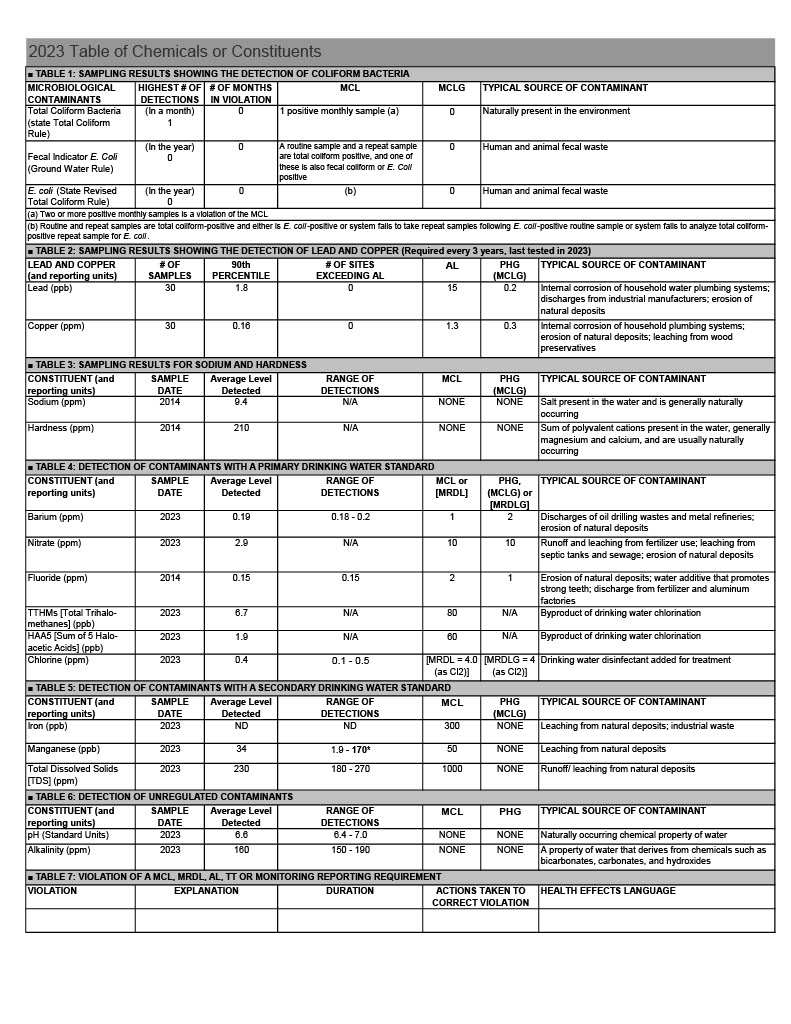 2023 Table of Chemicals or Constituents
■ TABLE 1: SAMPLING RESULTS SHOWING THE DETECTION OF COLIFORM BACTERIA
MICROBIOLOGICAL CONTAMINANTS | HIGHEST # OF DETECTIONS | # OF MONTHS IN VIOLATION | MCL | MCLG | TYPICAL SOURCE OF CONTAMINANT
Total Coliform Bacteria (state Total Coliform Rule) | (In a month) 1 | 0 | 1 positive monthly sample (a) | 0 | Naturally present in the environment
Fecal Indicator E. Coli (Ground Water Rule) | (In the year) 0 | 0 | A routine sample and a repeat sample are total coliform positive, and one of these is also fecal coliform or E. Coli positive | 0 | Human and animal fecal waste
E. coli (State Revised Total Coliform Rule) | (In the year) 0 | 0 | (b) | 0 | Human and animal fecal waste
(a) Two or more positive monthly samples is a violation of the MCL
(b) Routine and repeat samples are total coliform-positive and either is E. coli-positive or system fails to take repeat samples following E. coli-positive routine sample or system fails to analyze total coliform-positive repeat sample for E. coli.
■ TABLE 2: SAMPLING RESULTS SHOWING THE DETECTION OF LEAD AND COPPER (Required every 3 years, last tested in 2023)
LEAD AND COPPER (and reporting units) | # OF SAMPLES | 90th PERCENTILE | # OF SITES EXCEEDING AL | AL | PHG (MCLG) | TYPICAL SOURCE OF CONTAMINANT
Lead (ppb) | 30 | 1.8 | 0 | 15 | 0.2 | Internal corrosion of household water plumbing systems; discharges from industrial manufacturers; erosion of natural deposits
Copper (ppm) | 30 | 0.16 | 0 | 1.3 | 0.3 | Internal corrosion of household plumbing systems; erosion of natural deposits; leaching from wood preservatives
■ TABLE 3: SAMPLING RESULTS FOR SODIUM AND HARDNESS
CONSTITUENT (and reporting units) | SAMPLE DATE | Average Level Detected | RANGE OF DETECTIONS | MCL | PHG (MCLG) | TYPICAL SOURCE OF CONTAMINANT
Sodium (ppm) | 2014 | 9.4 | N/A | NONE | NONE | Salt present in the water and is generally naturally occurring
Hardness (ppm) | 2014 | 210 | N/A | NONE | NONE | Sum of polyvalent cations present in the water, generally magnesium and calcium, and are usually naturally occurring
■ TABLE 4: DETECTION OF CONTAMINANTS WITH A PRIMARY DRINKING WATER STANDARD
CONSTITUENT (and reporting units) | SAMPLE DATE | Average Level Detected | RANGE OF DETECTIONS | MCL or [MRDL] | PHG, (MCLG) or [MRDLG] | TYPICAL SOURCE OF CONTAMINANT
Barium (ppm) | 2023 | 0.19 | 0.18 - 0.2 | 1 | 2 | Discharges of oil drilling wastes and metal refineries; erosion of natural deposits
Nitrate (ppm) | 2023 | 2.9 | N/A | 10 | 10 | Runoff and leaching from fertilizer use; leaching from septic tanks and sewage; erosion of natural deposits
Fluoride (ppm) | 2014 | 0.15 | 0.15 | 2 | 1 | Erosion of natural deposits; water additive that promotes strong teeth; discharge from fertilizer and aluminum factories
TTHMs [Total Trihalo-methanes] (ppb) | 2023 | 6.7 | N/A | 80 | N/A | Byproduct of drinking water chlorination
HAA5 [Sum of 5 Halo-acetic Acids] (ppb) | 2023 | 1.9 | N/A | 60 | N/A | Byproduct of drinking water chlorination
Chlorine (ppm) | 2023 | 0.4 | 0.1 - 0.5 | [MRDL = 4.0 (as Cl2)] | [MRDLG = 4 (as Cl2)] | Drinking water disinfectant added for treatment
■ TABLE 5: DETECTION OF CONTAMINANTS WITH A SECONDARY DRINKING WATER STANDARD
CONSTITUENT (and reporting units) | SAMPLE DATE | Average Level Detected | RANGE OF DETECTIONS | MCL | PHG (MCLG) | TYPICAL SOURCE OF CONTAMINANT
Iron (ppb) | 2023 | ND | ND | 300 | NONE | Leaching from natural deposits; industrial waste
Manganese (ppb) | 2023 | 34 | 1.9 - 170* | 50 | NONE | Leaching from natural deposits
Total Dissolved Solids [TDS] (ppm) | 2023 | 230 | 180 - 270 | 1000 | NONE | Runoff/ leaching from natural deposits
■ TABLE 6: DETECTION OF UNREGULATED CONTAMINANTS
CONSTITUENT (and reporting units) | SAMPLE DATE | Average Level Detected | RANGE OF DETECTIONS | MCL | PHG | TYPICAL SOURCE OF CONTAMINANT
pH (Standard Units) | 2023 | 6.6 | 6.4 - 7.0 | NONE | NONE | Naturally occurring chemical property of water
Alkalinity (ppm) | 2023 | 160 | 150 - 190 | NONE | NONE | A property of water that derives from chemicals such as bicarbonates, carbonates, and hydroxides
■ TABLE 7: VIOLATION OF A MCL, MRDL, AL, TT OR MONITORING REPORTING REQUIREMENT
VIOLATION | EXPLANATION | DURATION | ACTIONS TAKEN TO CORRECT VIOLATION | HEALTH EFFECTS LANGUAGE